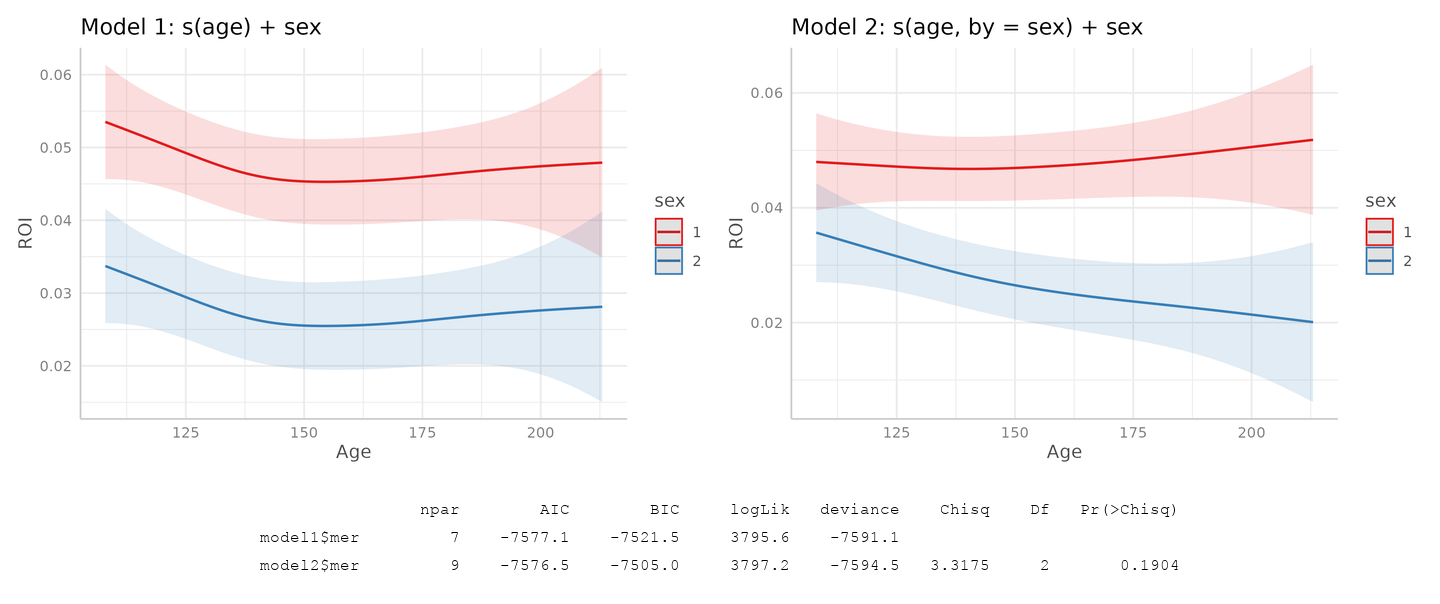 Model 1: s(age) + sex
0.06
0.05
0.04
0.03
0.02
ROI
125 150 175 200
Age
sex
1
2
Model 2: s(age, by = sex) + sex
0.06
0.04
0.02
ROI
125 150 175 200
Age
sex
1
2
npar AIC BIC logLik deviance Chisq Df Pr(>Chisq)
model1$mer 7 -7577.1 -7521.5 3795.6 -7591.1
model2$mer 9 -7576.5 -7505.0 3797.2 -7594.5 3.3175 2 0.1904